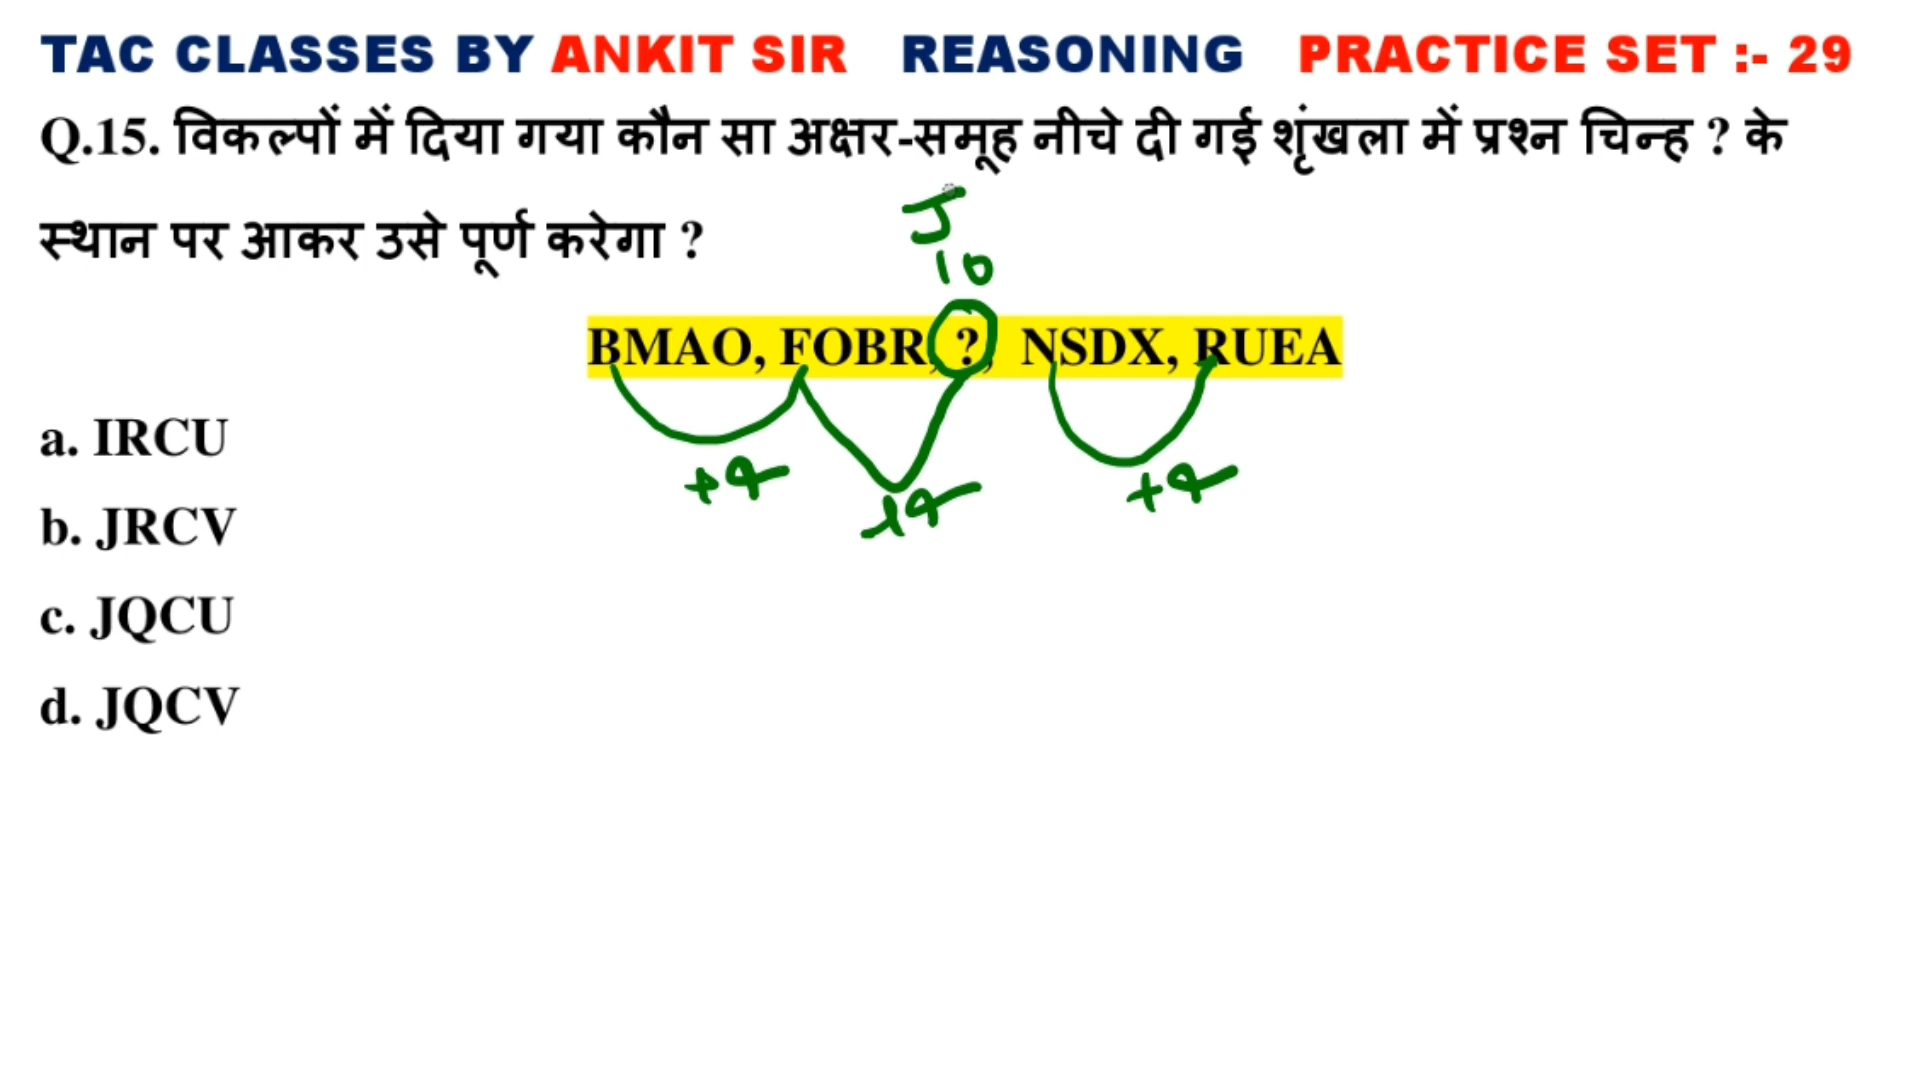 TAC CLASSES BY ANKIT SIR REASONING PRACTICE SET :- 29
Q.15. विकल्पों में दिया गया कौन सा अक्षर-समूह नीचे दी गई शृंखला में प्रश्न चिन्ह ? के
स्थान पर आकर उसे पूर्ण करेगा ?
J
10
BMAO, FOBR, ?, NSDX, RUEA
+4 +4 +4
a. IRCU
b. JRCV
c. JQCU
d. JQCV